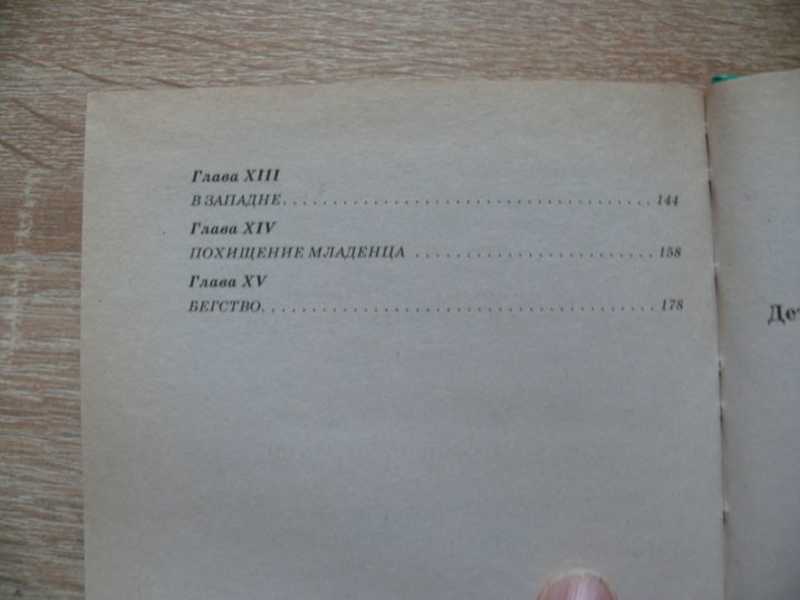 Глава XIII
В ЗАПАДНЕ. . . . . . . . . . . . . . . . . . . . . . . . . . . . . . . . . . . . . . 144
Глава XIV
ПОХИЩЕНИЕ МЛАДЕНЦА . . . . . . . . . . . . . . . . . . . . . . . . . 158
Глава XV
БЕГСТВО. . . . . . . . . . . . . . . . . . . . . . . . . . . . . . . . . . . . . . . . 178